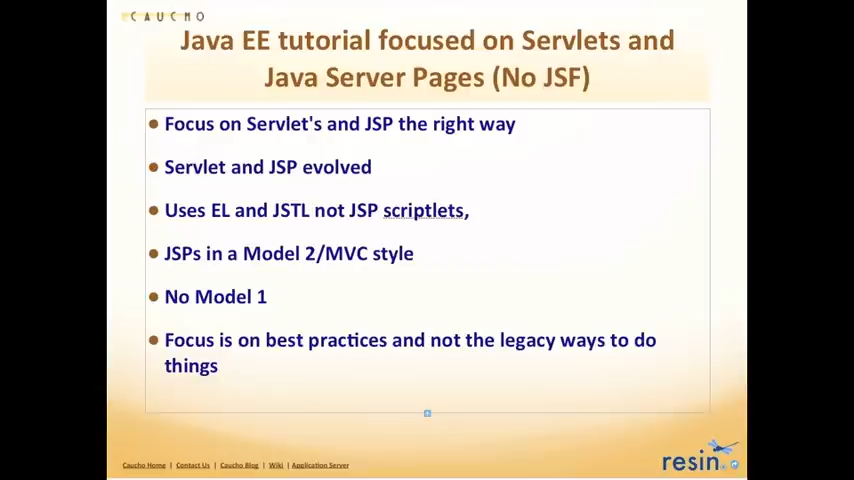 CAUCHO
Java EE tutorial focused on Servlets and
Java Server Pages (No JSF)
Focus on Servlet's and JSP the right way
Servlet and JSP evolved
Uses EL and JSTL not JSP scriptlets,
JSPs in a Model 2/MVC style
No Model 1
Focus is on best practices and not the legacy ways to do
things
Caucho Home | Contact Us | Caucho Blog | Wiki | Application Server
resin